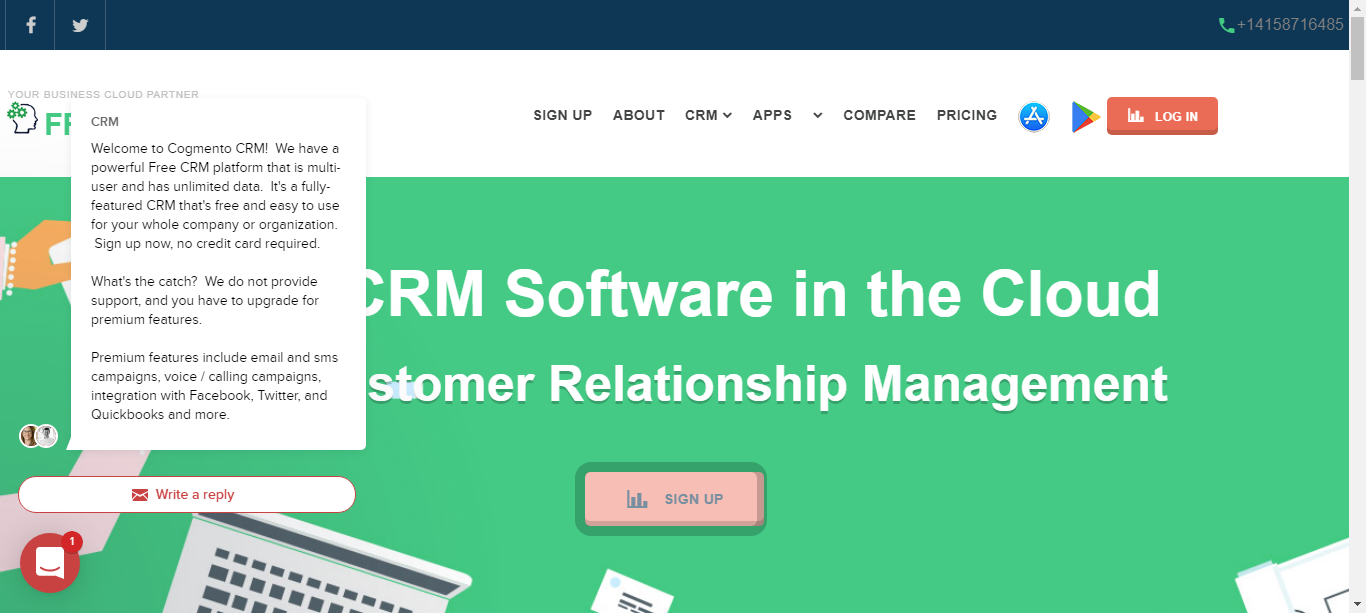 +14158716485
YOUR BUSINESS CLOUD PARTNER
SIGN UP ABOUT CRM APPS COMPARE PRICING LOG IN
CRM
Welcome to Cogmento CRM!  We have a
powerful Free CRM platform that is multi-
user and has unlimited data.  It's a fully-
featured CRM that's free and easy to use
for your whole company or organization.
Sign up now, no credit card required.
What's the catch?  We do not provide
support, and you have to upgrade for
premium features.
Premium features include email and sms
campaigns, voice / calling campaigns,
integration with Facebook, Twitter, and
Quickbooks and more.
CRM Software in the Cloud
stomer Relationship Management
SIGN UP
Write a reply
1